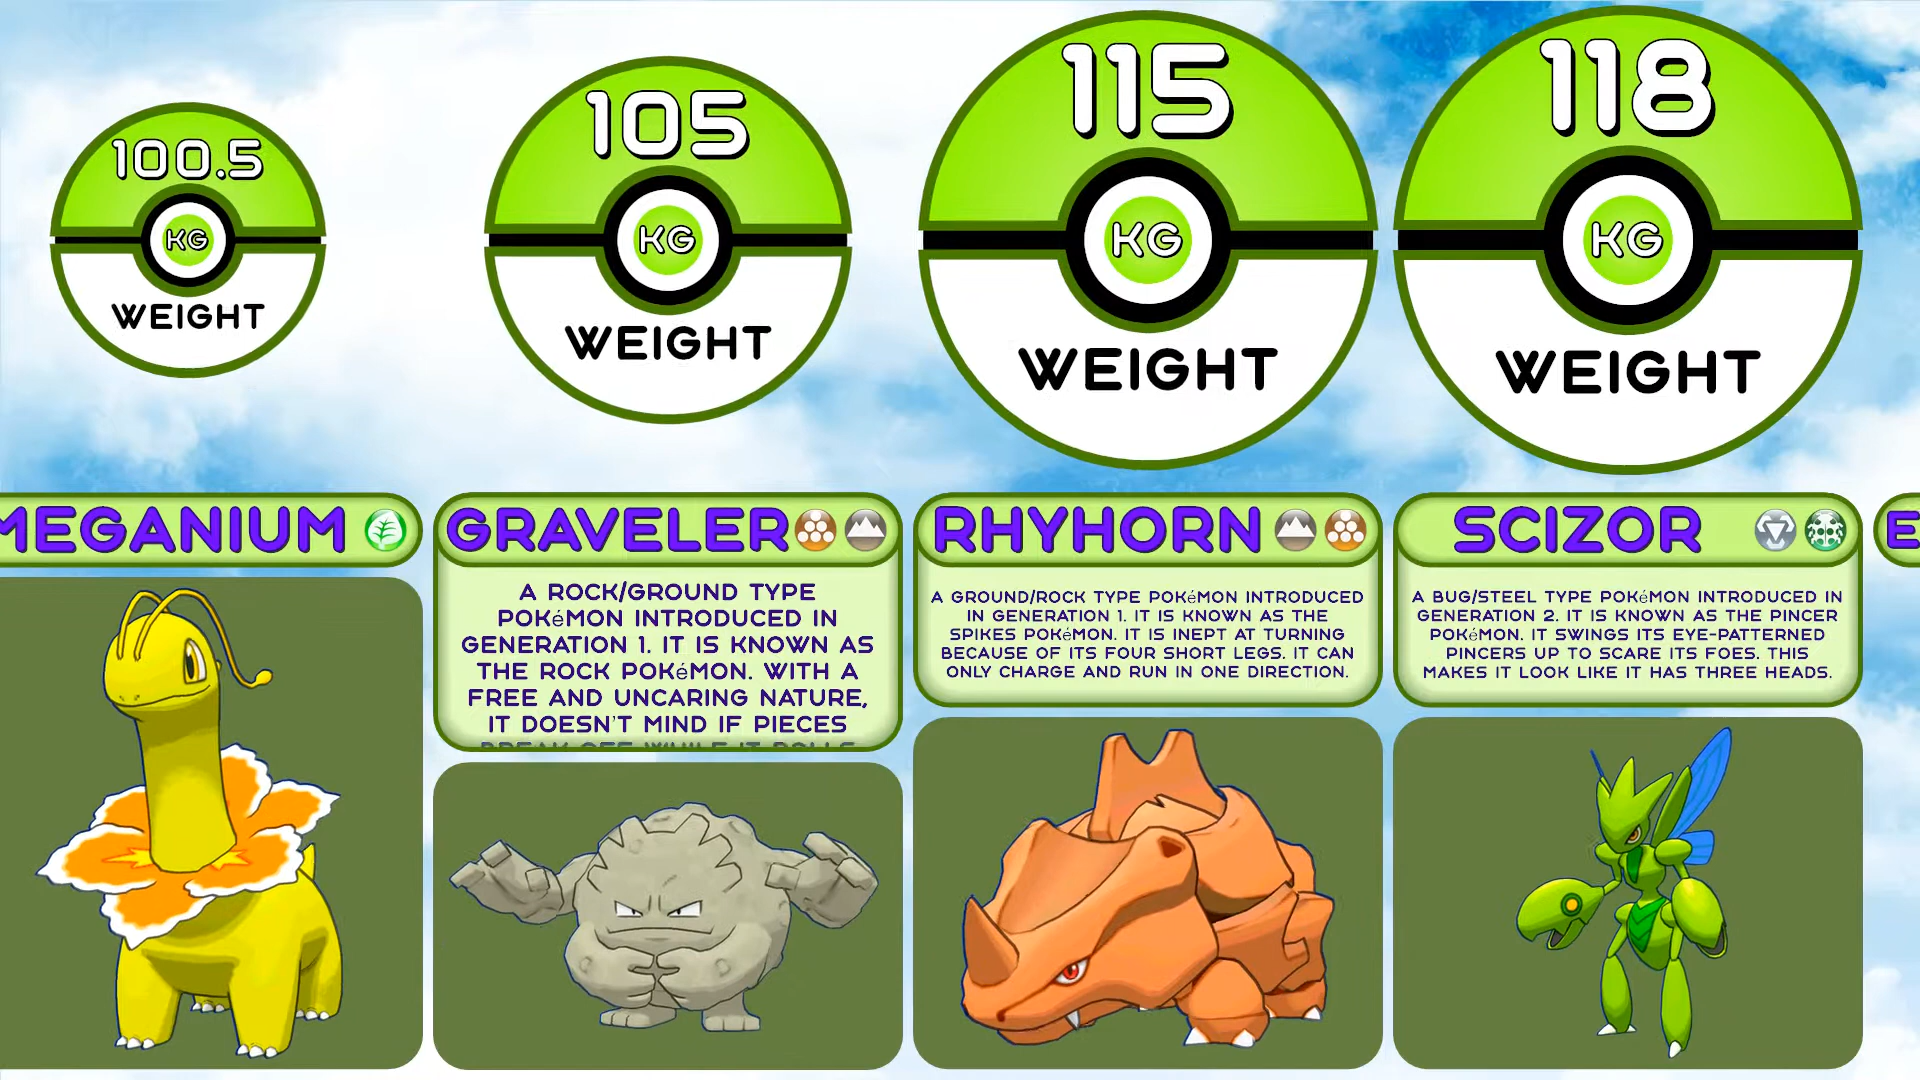 100.5
KG
WEIGHT
105
KG
WEIGHT
115
KG
WEIGHT
118
KG
WEIGHT
MEGANIUM
GRAVELER
A ROCK/GROUND TYPE
POKéMON INTRODUCED IN
GENERATION 1. IT IS KNOWN AS
THE ROCK POKéMON. WITH A
FREE AND UNCARING NATURE,
IT DOESN'T MIND IF PIECES
BREAK OFF WHILE IT ROLLS
RHYHORN
A GROUND/ROCK TYPE POKéMON INTRODUCED
IN GENERATION 1. IT IS KNOWN AS THE
SPIKES POKéMON. IT IS INEPT AT TURNING
BECAUSE OF ITS FOUR SHORT LEGS. IT CAN
ONLY CHARGE AND RUN IN ONE DIRECTION.
SCIZOR
A BUG/STEEL TYPE POKéMON INTRODUCED IN
GENERATION 2. IT IS KNOWN AS THE PINCER
POKéMON. IT SWINGS ITS EYE-PATTERNED
PINCERS UP TO SCARE ITS FOES. THIS
MAKES IT LOOK LIKE IT HAS THREE HEADS.